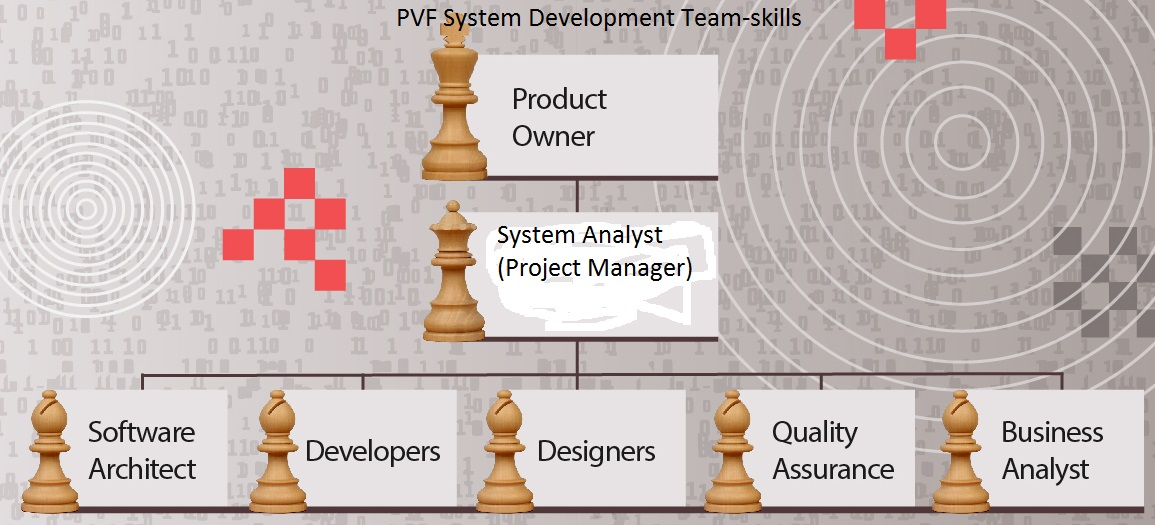 PVF System Development Team-skills
Product
Owner
System Analyst
(Project Manager)
Software
Architect
Developers
Designers
Quality
Assurance
Business
Analyst